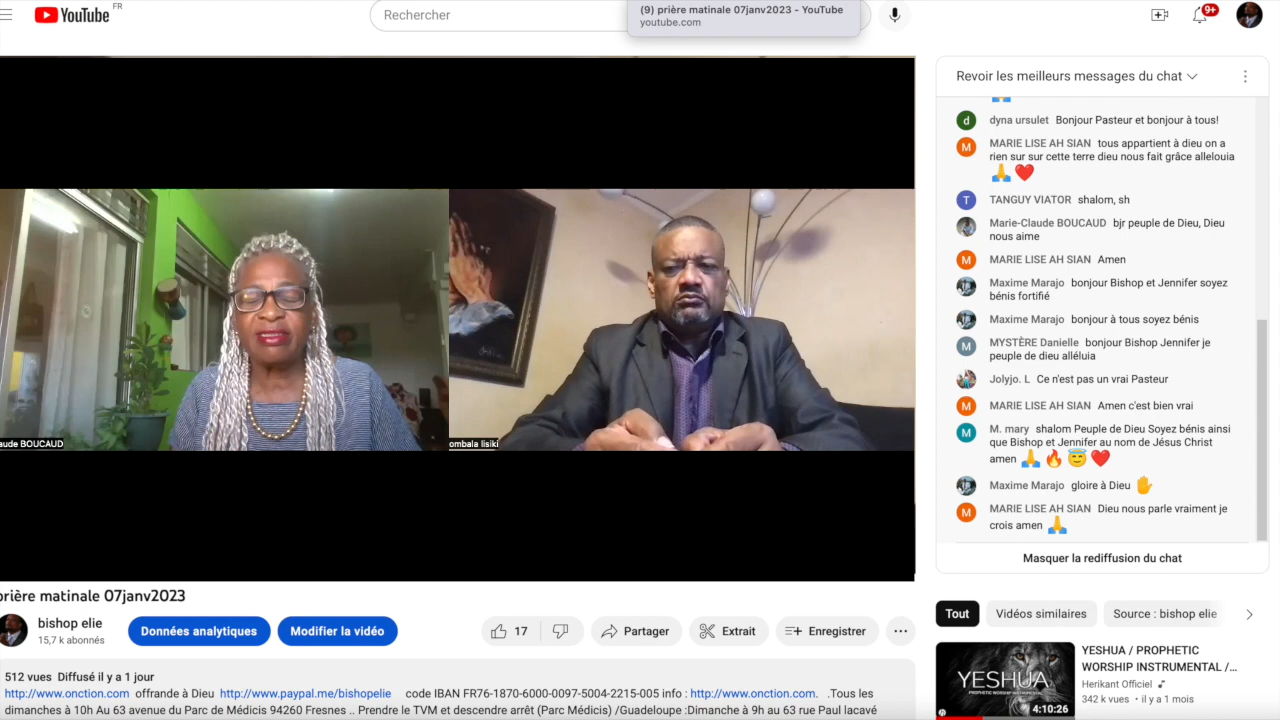 YouTube FR
Rechercher
(9) prière matinale 07janv2023 - YouTube
youtube.com
9+
Revoir les meilleurs messages du chat
dyna ursulet Bonjour Pasteur et bonjour à tous!
MARIE LISE AH SIAN tous appartient à dieu on a
rien sur sur cette terre dieu nous fait grâce allelouia
🙏❤️
TANGUY VIATOR shalom, sh
Marie-Claude BOUCAUD bjr peuple de Dieu, Dieu
nous aime
MARIE LISE AH SIAN Amen
Maxime Marajo bonjour Bishop et Jennifer soyez
bénis fortifié
Maxime Marajo bonjour à tous soyez bénis
MYSTÈRE Danielle bonjour Bishop Jennifer je
peuple de dieu alléluia
Jolyjo. L Ce n'est pas un vrai Pasteur
MARIE LISE AH SIAN Amen c'est bien vrai
M. mary shalom Peuple de Dieu Soyez bénis ainsi
que Bishop et Jennifer au nom de Jésus Christ
amen 🙏🔥😇❤️
Maxime Marajo gloire à Dieu ✋
MARIE LISE AH SIAN Dieu nous parle vraiment je
crois amen 🙏
Masquer la rediffusion du chat
aude BOUCAUD
ombala lisiki
prière matinale 07janv2023
bishop elie
15,7 k abonnés
Données analytiques
Modifier la vidéo
17
Partager
Extrait
Enregistrer
512 vues Diffusé il y a 1 jour
http://www.onction.com offrande à Dieu http://www.paypal.me/bishopelie code IBAN FR76-1870-6000-0097-5004-2215-005 info : http://www.onction.com. .Tous les
dimanches à 10h Au 63 avenue du Parc de Médicis 94260 Fresnes prendre le TVM et descendre arrêt (Parc Médicis) /Guadeloupe :Dimanche à 9h au 63 rue Paul lacavé
Tout
Vidéos similaires
Source : bishop elie
YESHUA
PROPHETIC WORSHIP INSTRUMENTAL
4:10:26
YESHUA / PROPHETIC
WORSHIP INSTRUMENTAL /...
Herikant Officiel
342 k vues • il y a 1 mois